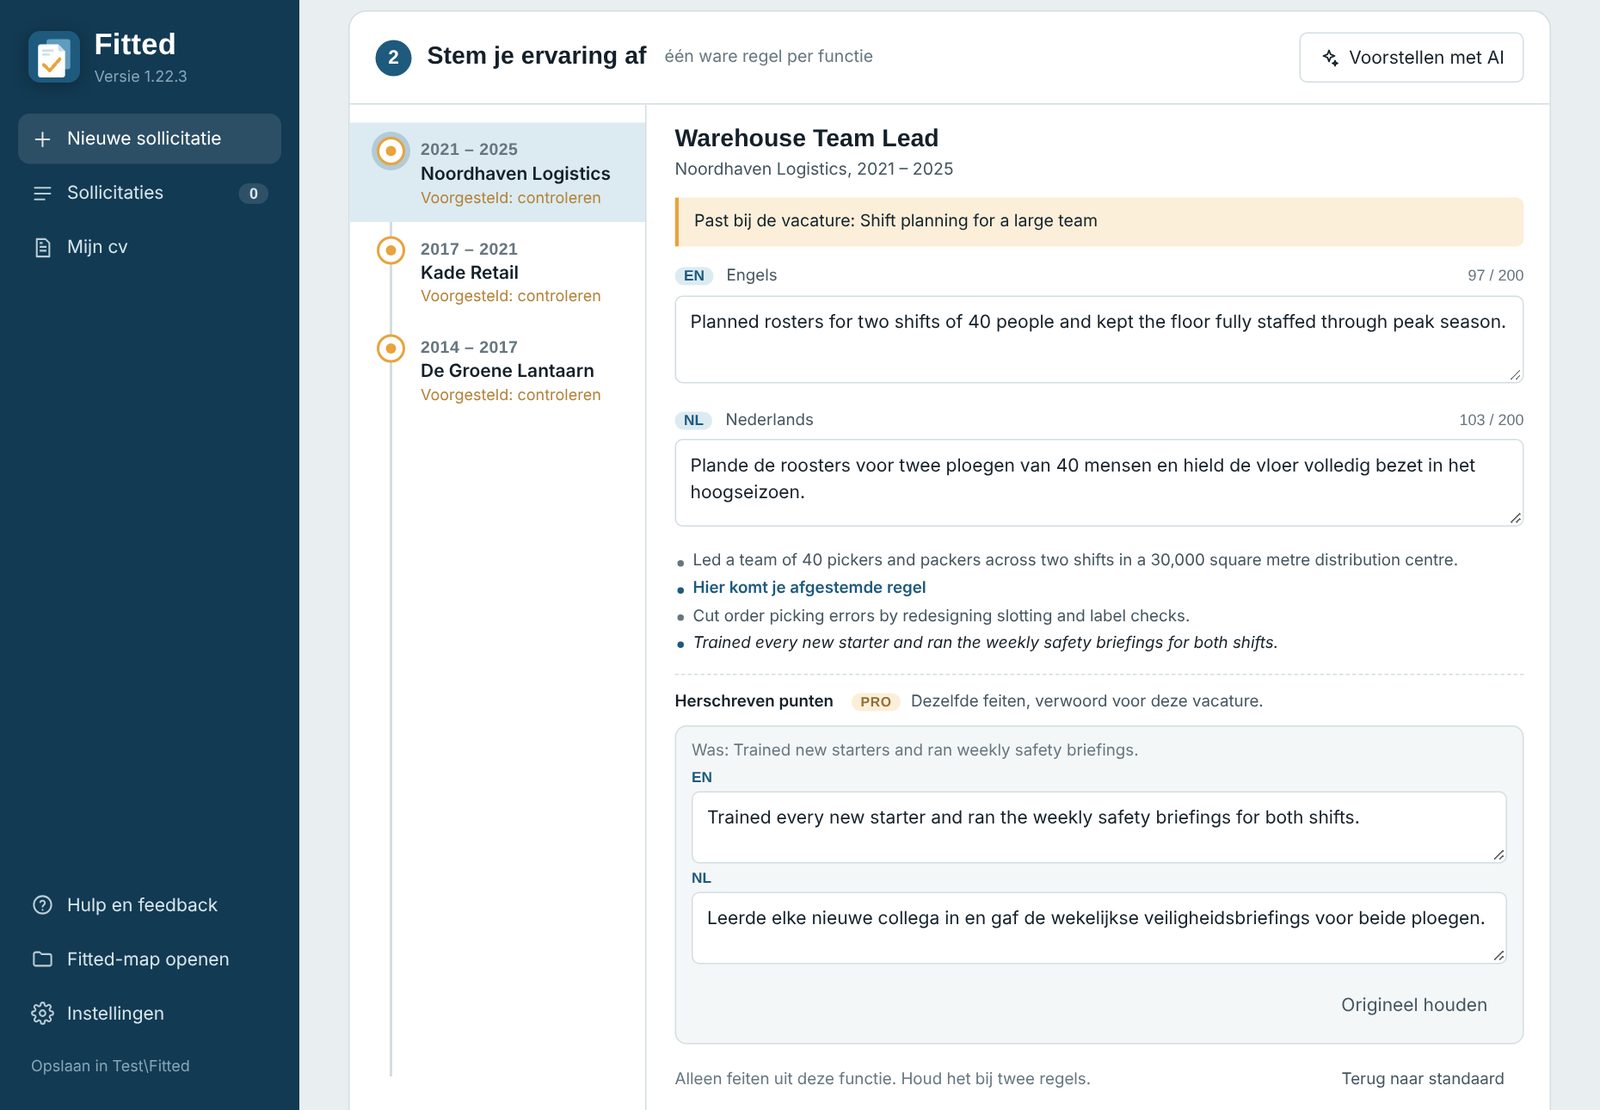 Fitted
Versie 1.22.3
Nieuwe sollicitatie
Sollicitaties 0
Mijn cv
Hulp en feedback
Fitted-map openen
Instellingen
Opslaan in Test\Fitted
2 Stem je ervaring af één ware regel per functie
Voorstellen met AI
2021 – 2025
Noordhaven Logistics
Voorgesteld: controleren
2017 – 2021
Kade Retail
Voorgesteld: controleren
2014 – 2017
De Groene Lantaarn
Voorgesteld: controleren
Warehouse Team Lead
Noordhaven Logistics, 2021 – 2025
Past bij de vacature: Shift planning for a large team
EN Engels 97 / 200
Planned rosters for two shifts of 40 people and kept the floor fully staffed through peak season.
NL Nederlands 103 / 200
Plande de roosters voor twee ploegen van 40 mensen en hield de vloer volledig bezet in het
hoogseizoen.
Led a team of 40 pickers and packers across two shifts in a 30,000 square metre distribution centre.
Hier komt je afgestemde regel
Cut order picking errors by redesigning slotting and label checks.
Trained every new starter and ran the weekly safety briefings for both shifts.
Herschreven punten PRO Dezelfde feiten, verwoord voor deze vacature.
Was: Trained new starters and ran weekly safety briefings.
EN
Trained every new starter and ran the weekly safety briefings for both shifts.
NL
Leerde elke nieuwe collega in en gaf de wekelijkse veiligheidsbriefings voor beide ploegen.
Origineel houden
Alleen feiten uit deze functie. Houd het bij twee regels.
Terug naar standaard